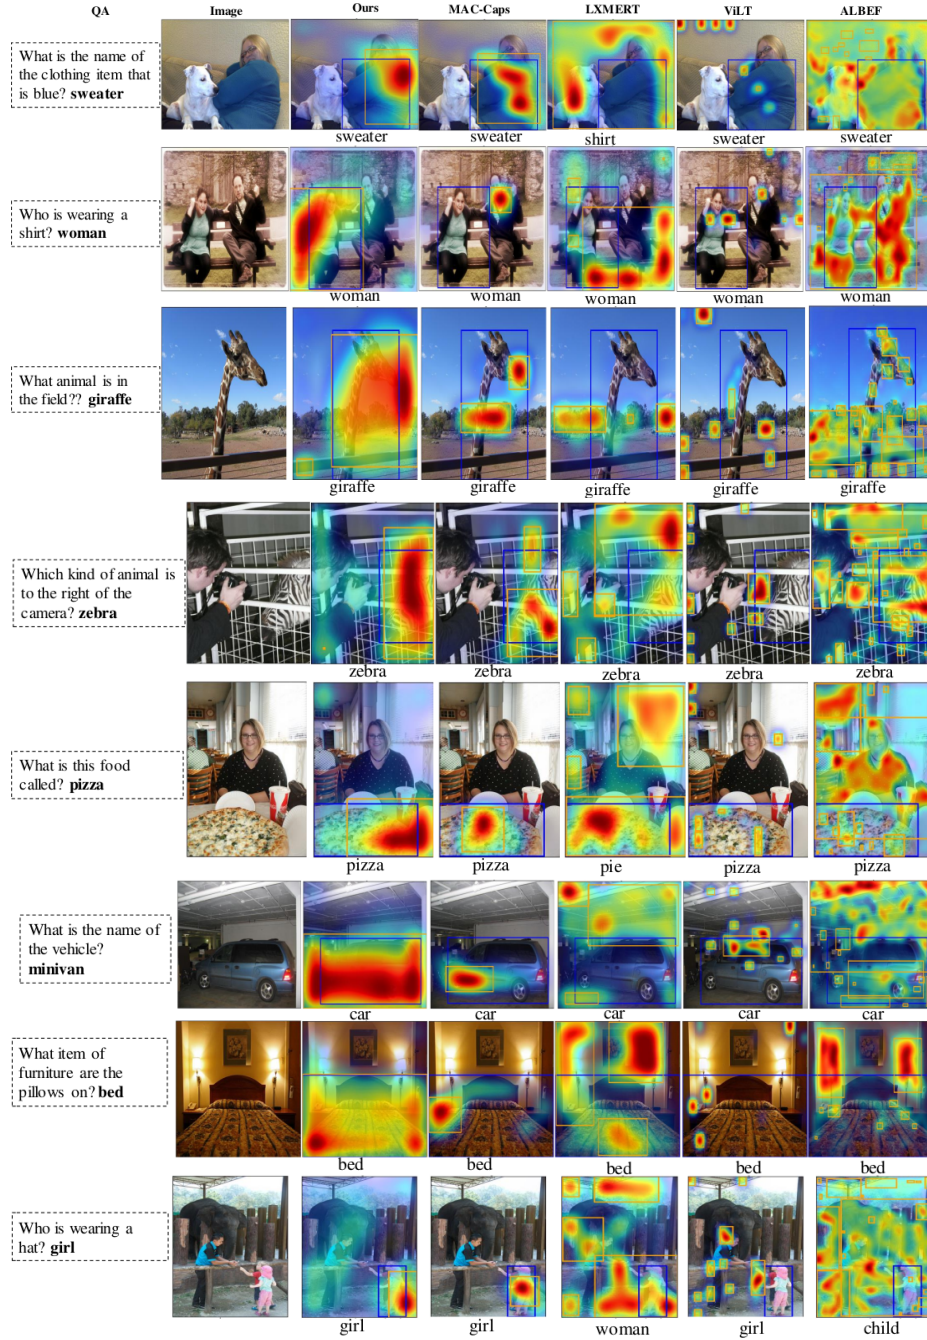 QA Image Ours MAC-Caps LXMERT ViLT ALBEF
What is the name of
the clothing item that
is blue? sweater
sweater sweater shirt sweater sweater
Who is wearing a
shirt? woman
woman woman woman woman woman
What animal is in
the field?? giraffe
giraffe giraffe giraffe giraffe giraffe
Which kind of animal is
to the right of the
camera? zebra
zebra zebra zebra zebra zebra
What is this food
called? pizza
pizza pizza pie pizza pizza
What is the name of
the vehicle?
minivan
car car car car car
What item of
furniture are the
pillows on? bed
bed bed bed bed bed
Who is wearing a
hat? girl
girl girl woman girl child